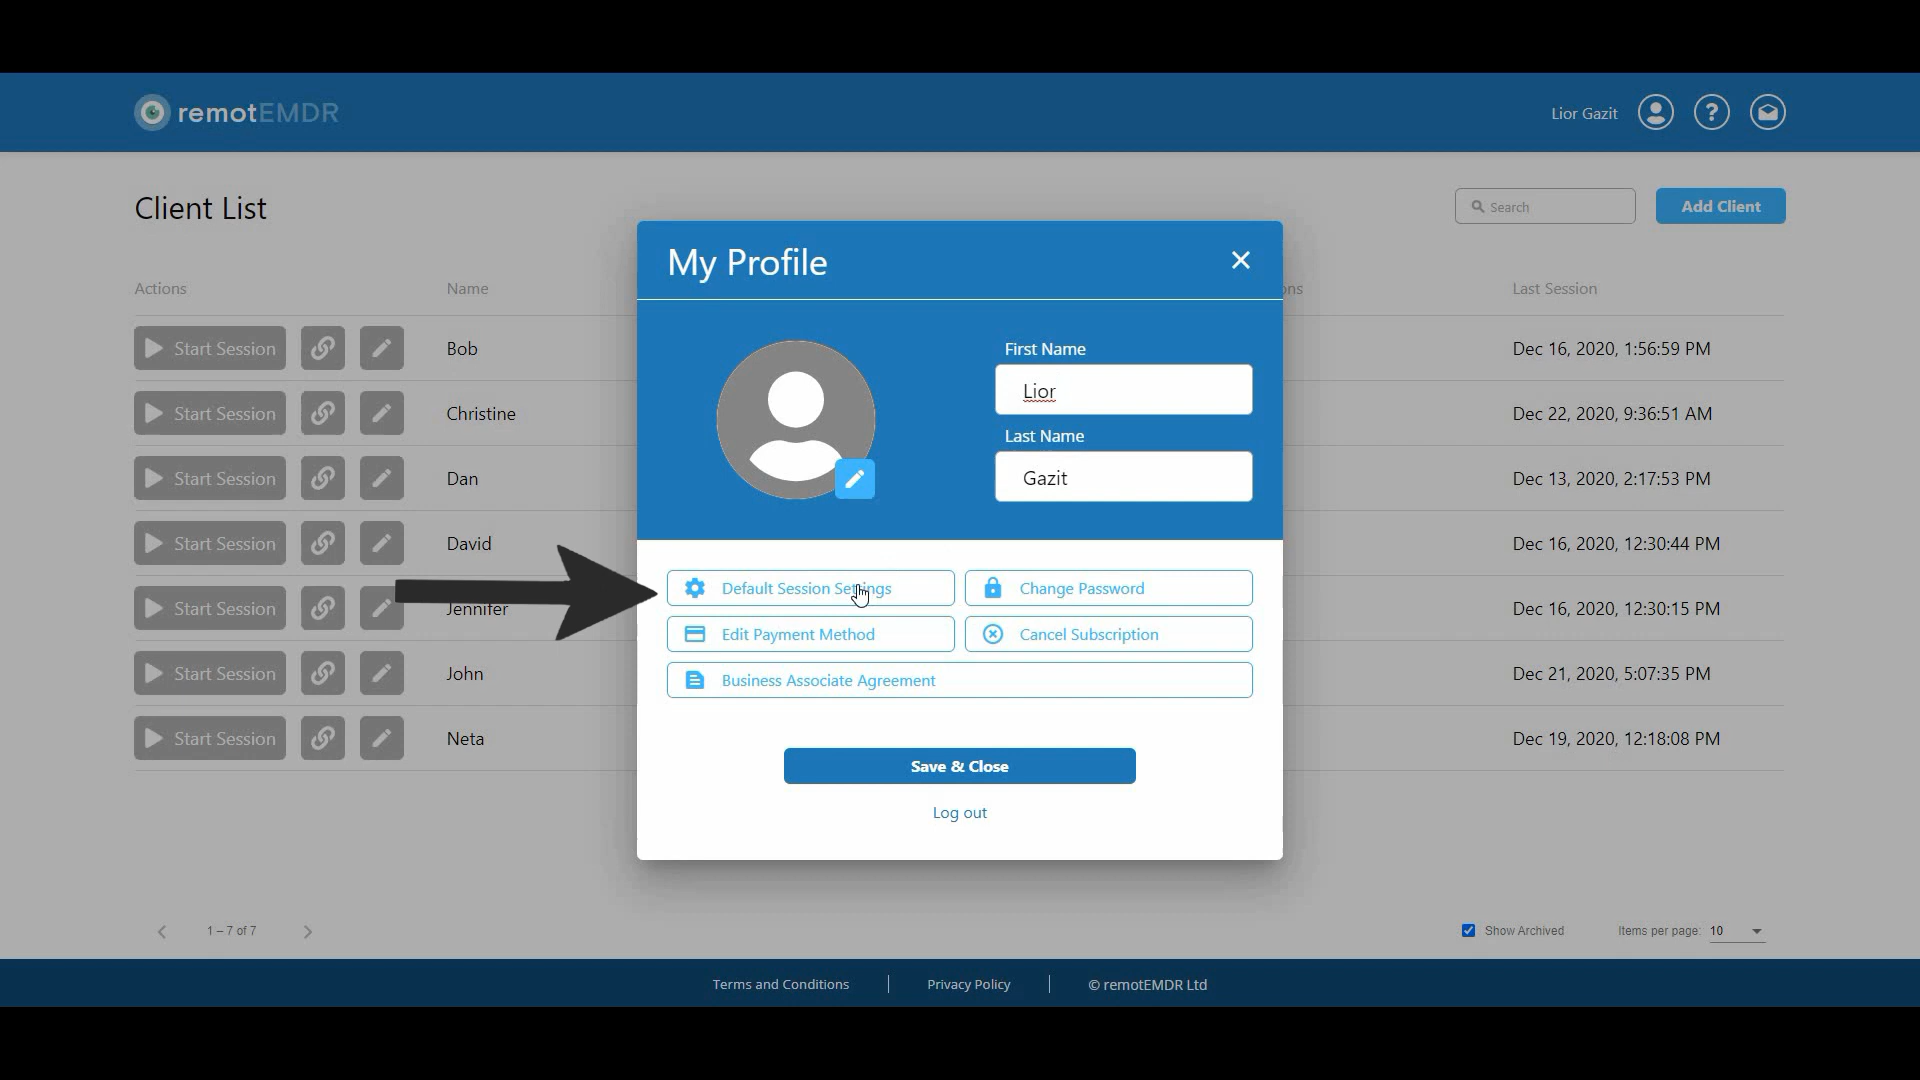 remotEMDR
Lior Gazit
?
Client List
Search
Add Client
My Profile
Actions
Name
ons
Last Session
First Name
Lior
Last Name
Gazit
Start Session
Bob
Dec 16, 2020, 1:56:59 PM
Start Session
Christine
Dec 22, 2020, 9:36:51 AM
Start Session
Dan
Dec 13, 2020, 2:17:53 PM
Start Session
David
Dec 16, 2020, 12:30:44 PM
Start Session
Jennifer
Dec 16, 2020, 12:30:15 PM
Start Session
John
Dec 21, 2020, 5:07:35 PM
Start Session
Neta
Dec 19, 2020, 12:18:08 PM
Default Session Settings
Change Password
Edit Payment Method
Cancel Subscription
Business Associate Agreement
Save & Close
Log out
1 – 7 of 7
Show Archived
Items per page: 10
Terms and Conditions
Privacy Policy
© remotEMDR Ltd